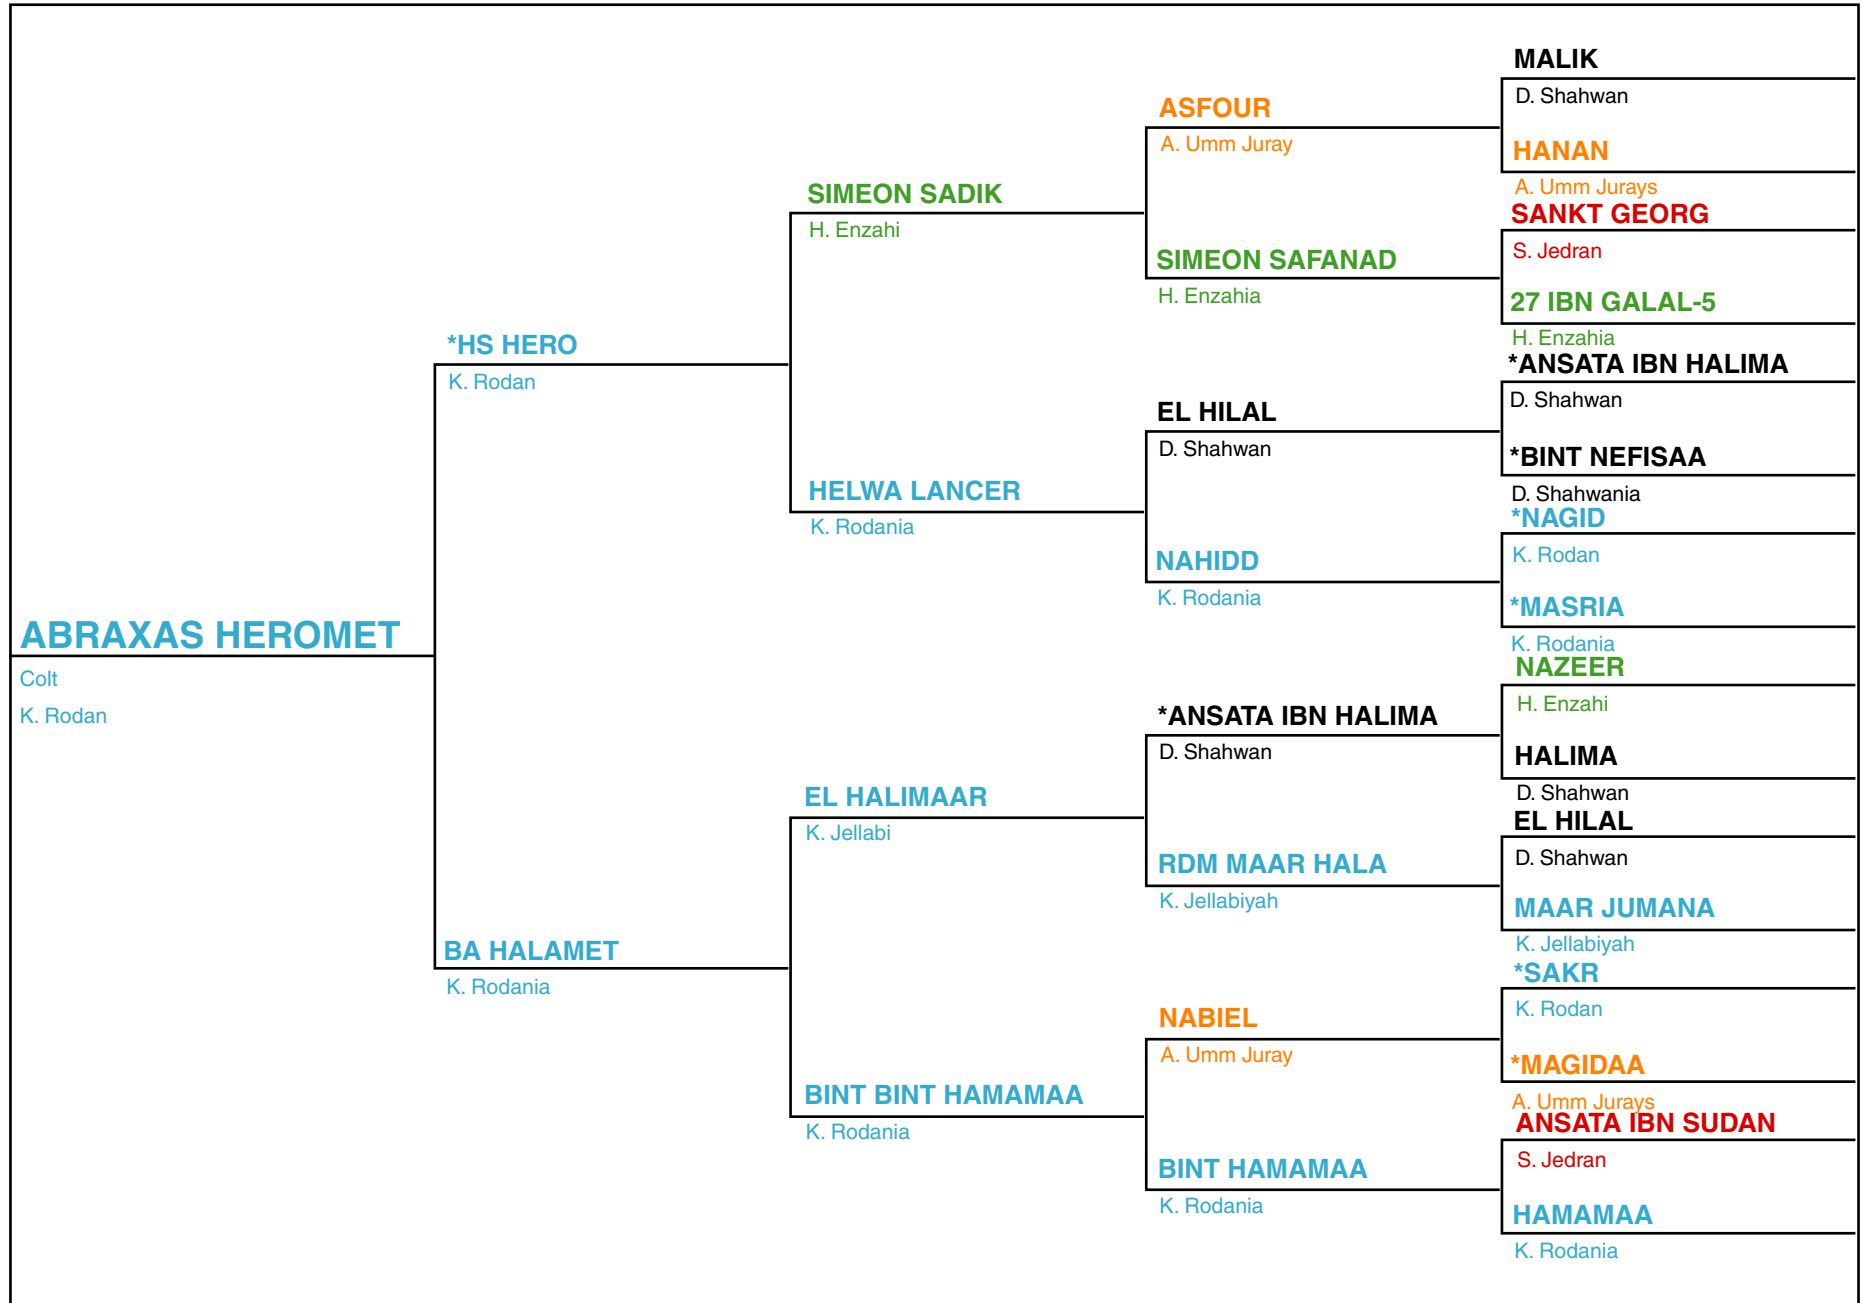 MALIK
D. Shahwan
ASFOUR
A. Umm Juray
HANAN
A. Umm Jurays
SIMEON SADIK
H. Enzahi
SANKT GEORG
S. Jedran
SIMEON SAFANAD
H. Enzahia
27 IBN GALAL-5
H. Enzahia
*HS HERO
K. Rodan
*ANSATA IBN HALIMA
D. Shahwan
EL HILAL
D. Shahwan
*BINT NEFISAA
D. Shahwania
HELWA LANCER
K. Rodania
*NAGID
K. Rodan
NAHIDD
K. Rodania
*MASRIA
K. Rodania
ABRAXAS HEROMET
Colt
K. Rodan
NAZEER
H. Enzahi
*ANSATA IBN HALIMA
D. Shahwan
HALIMA
D. Shahwan
EL HALIMAAR
K. Jellabi
EL HILAL
D. Shahwan
RDM MAAR HALA
K. Jellabiyah
MAAR JUMANA
K. Jellabiyah
BA HALAMET
K. Rodania
*SAKR
K. Rodan
NABIEL
A. Umm Juray
*MAGIDAA
A. Umm Jurays
BINT BINT HAMAMAA
K. Rodania
ANSATA IBN SUDAN
S. Jedran
BINT HAMAMAA
K. Rodania
HAMAMAA
K. Rodania